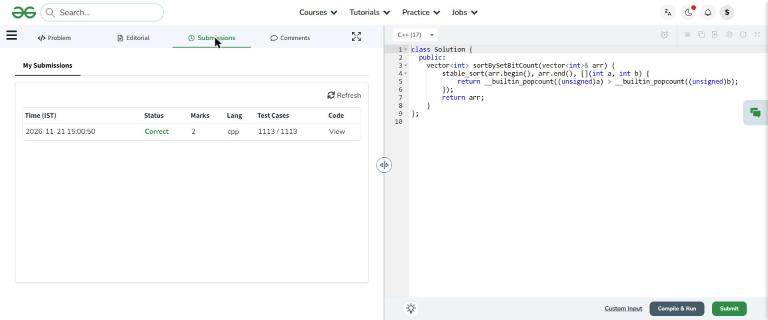 Search...
Courses
Tutorials
Practice
Jobs
S
</> Problem
Editorial
Submissions
Comments
My Submissions
Refresh
Time (IST) Status Marks Lang Test Cases Code
2026-11-21 15:00:50 Correct 2 cpp 1113 / 1113 View
C++ (17)
1 class Solution {
2 public:
3 vector<int> sortBySetBitCount(vector<int>& arr) {
4 stable_sort(arr.begin(), arr.end(), [](int a, int b) {
5 return __builtin_popcount((unsigned)a) > __builtin_popcount((unsigned)b);
6 });
7 return arr;
8 }
9 };
10
Custom Input
Compile & Run
Submit